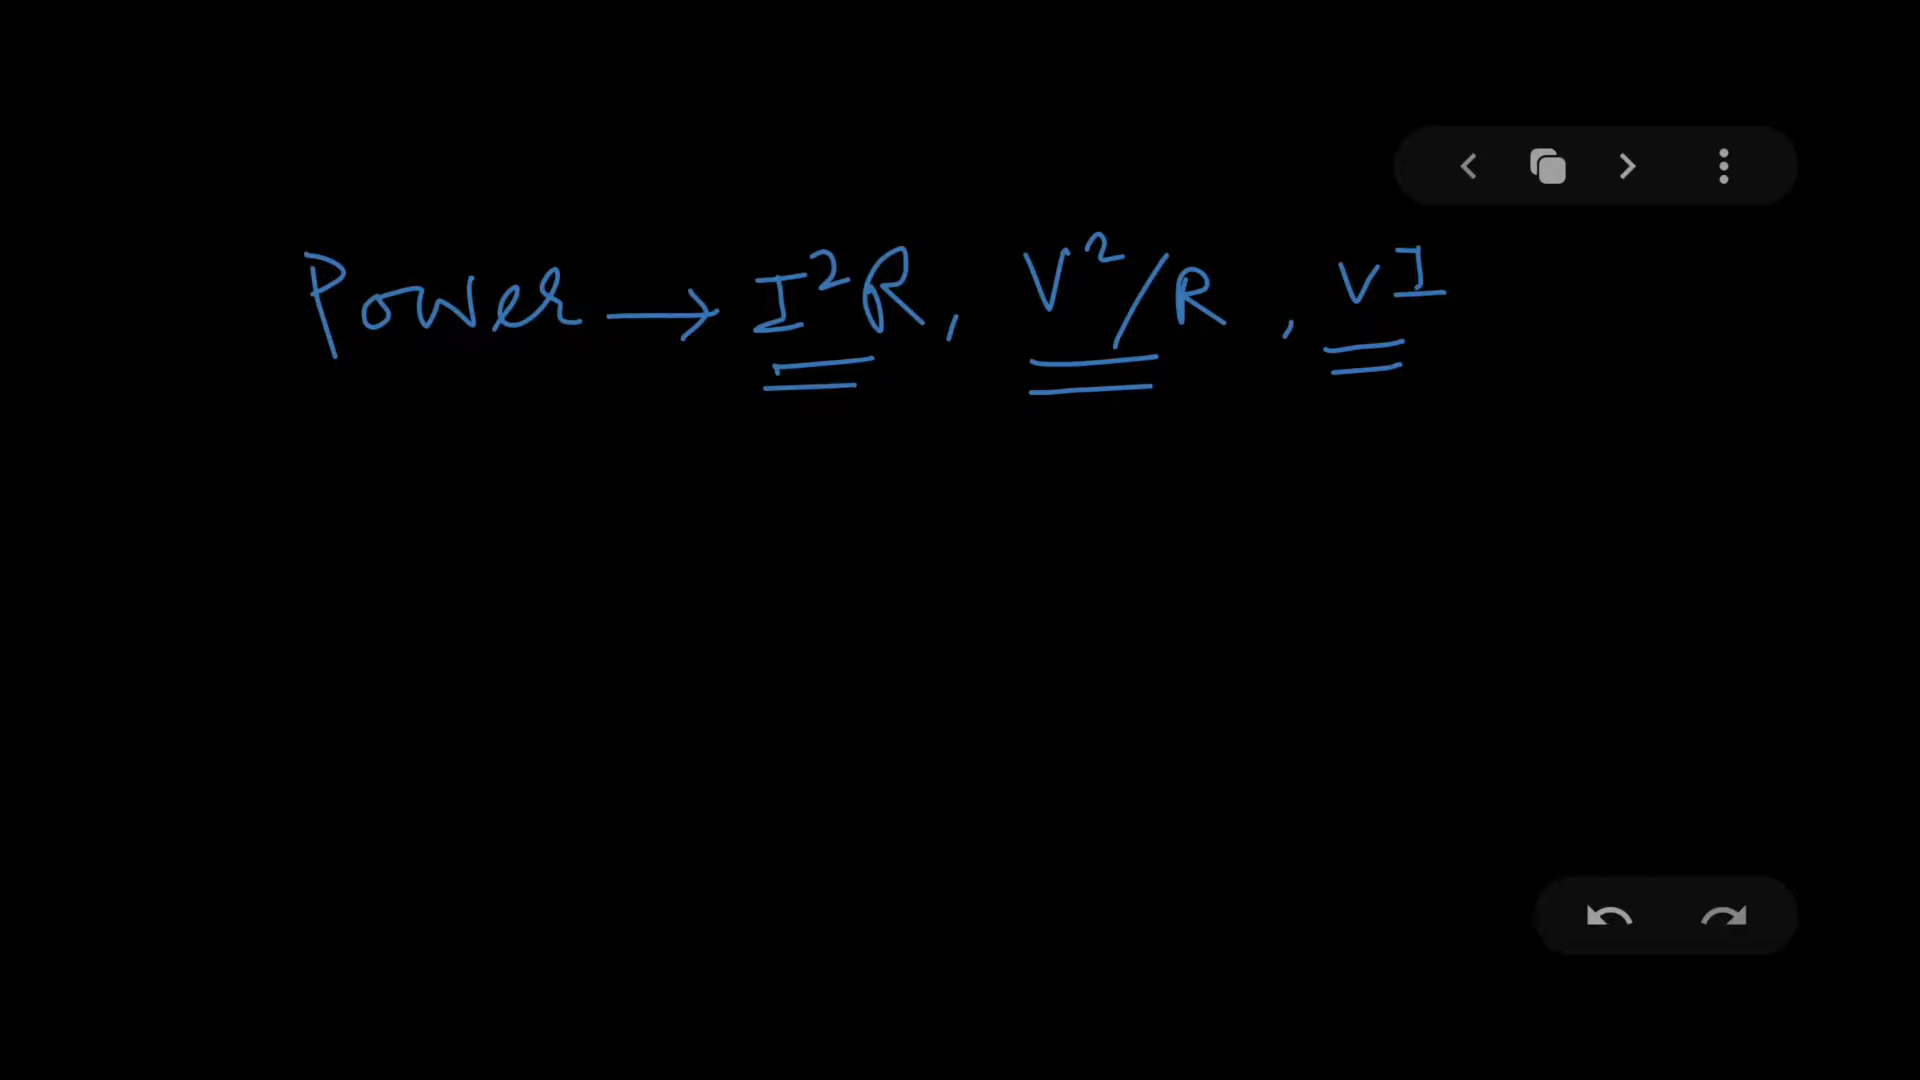 Power → I²R, V²/R, VI